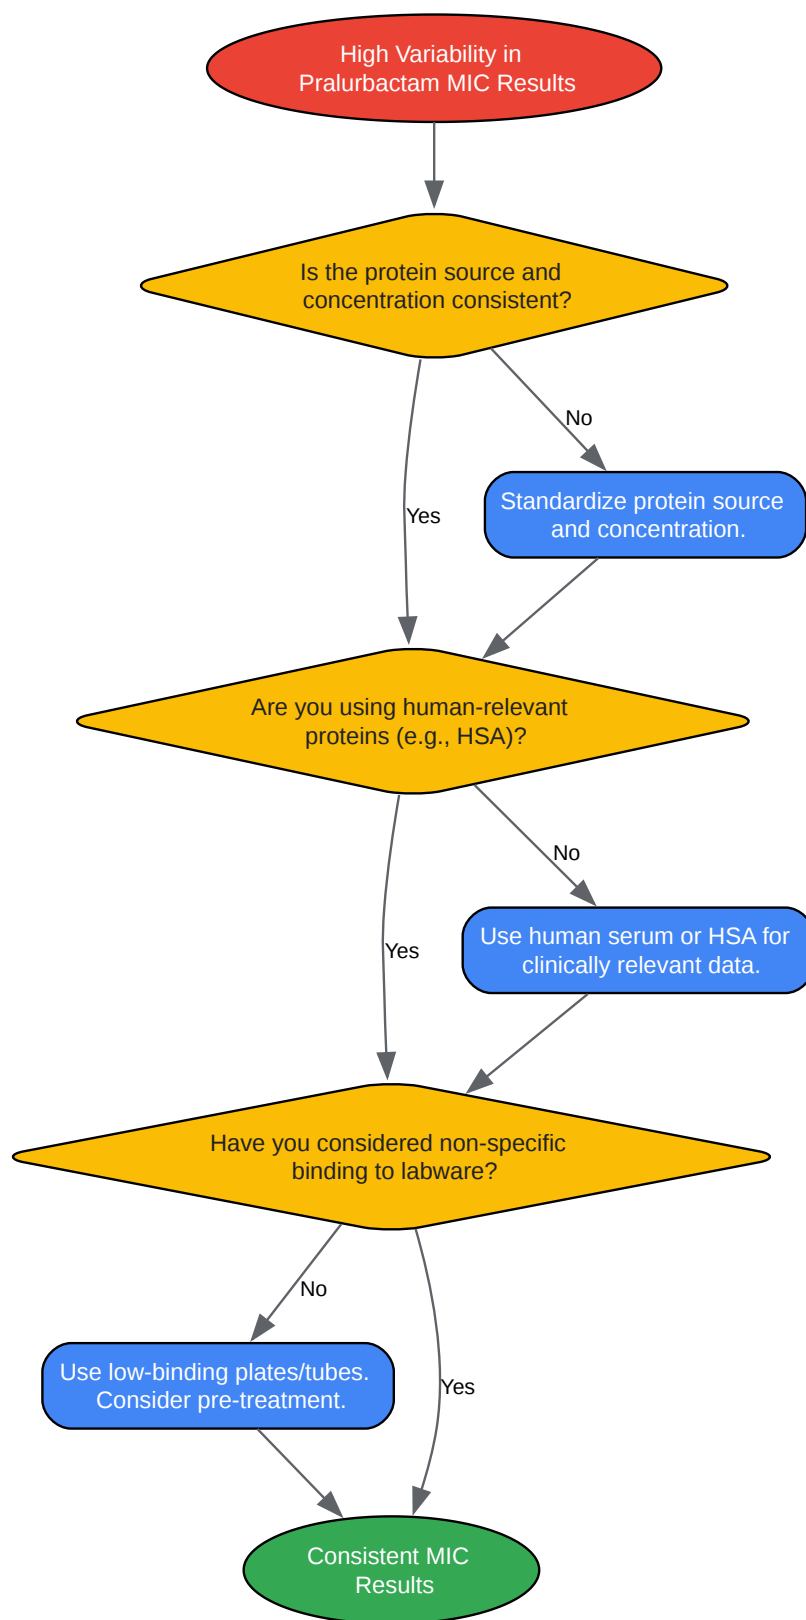 High Variability in
Pralurbactam MIC Results
Is the protein source and
concentration consistent?
No
Standardize protein source
and concentration.
Yes
Are you using human-relevant
proteins (e.g., HSA)?
No
Use human serum or HSA for
clinically relevant data.
Yes
Have you considered non-specific
binding to labware?
No
Use low-binding plates/tubes.
Consider pre-treatment.
Yes
Consistent MIC
Results